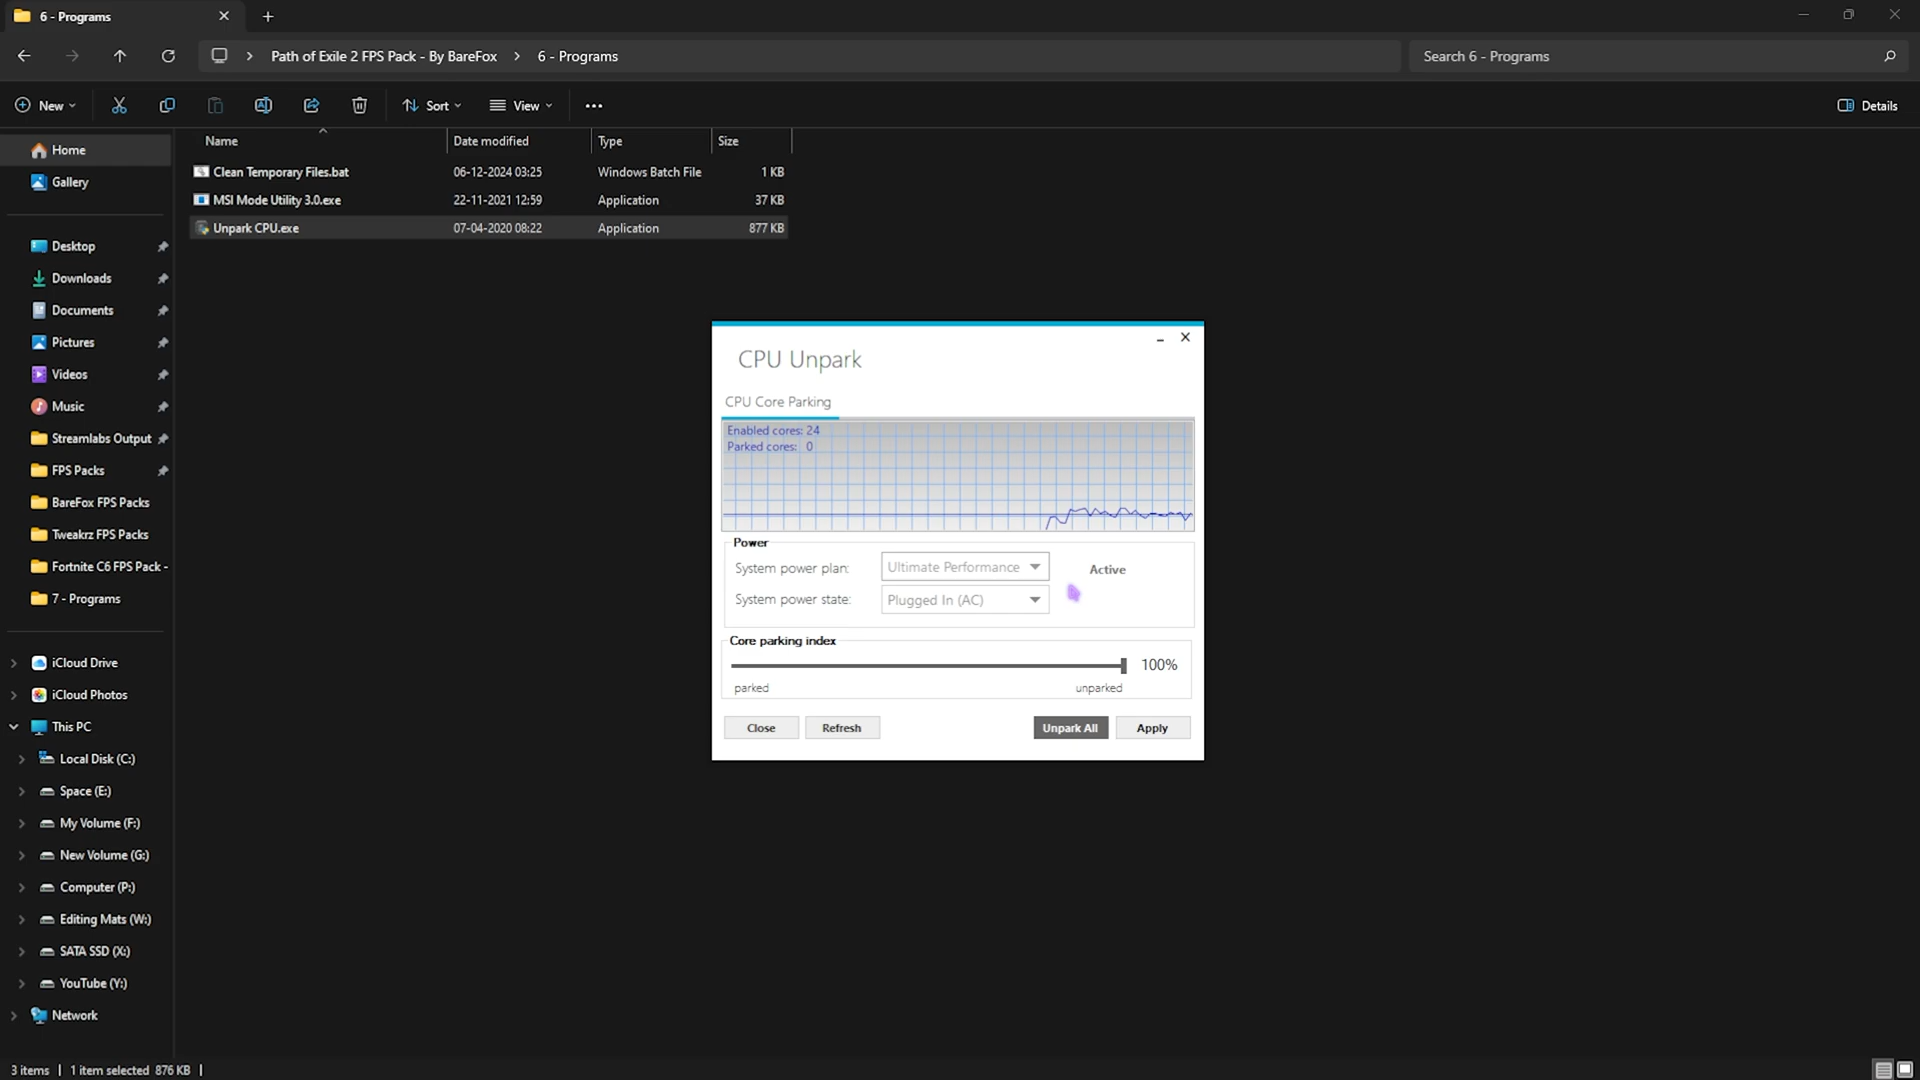 6 - Programs
Path of Exile 2 FPS Pack - By BareFox > 6 - Programs
Search 6 - Programs
New
Sort
View
Details
Name Date modified Type Size
Clean Temporary Files.bat 06-12-2024 03:25 Windows Batch File 1 KB
MSI Mode Utility 3.0.exe 22-11-2021 12:59 Application 37 KB
Unpark CPU.exe 07-04-2020 08:22 Application 877 KB
Home
Gallery
Desktop
Downloads
Documents
Pictures
Videos
Music
Streamlabs Output
FPS Packs
BareFox FPS Packs
Tweakrz FPS Packs
Fortnite C6 FPS Pack -
7 - Programs
iCloud Drive
iCloud Photos
This PC
Local Disk (C:)
Space (E:)
My Volume (F:)
New Volume (G:)
Computer (P:)
Editing Mats (W:)
SATA SSD (X:)
YouTube (Y:)
Network
CPU Unpark
CPU Core Parking
Enabled cores: 24
Parked cores: 0
Power
System power plan: Ultimate Performance Active
System power state: Plugged In (AC)
Core parking index
100%
parked unparked
Close Refresh Unpark All Apply
3 items | 1 item selected 876 KB |